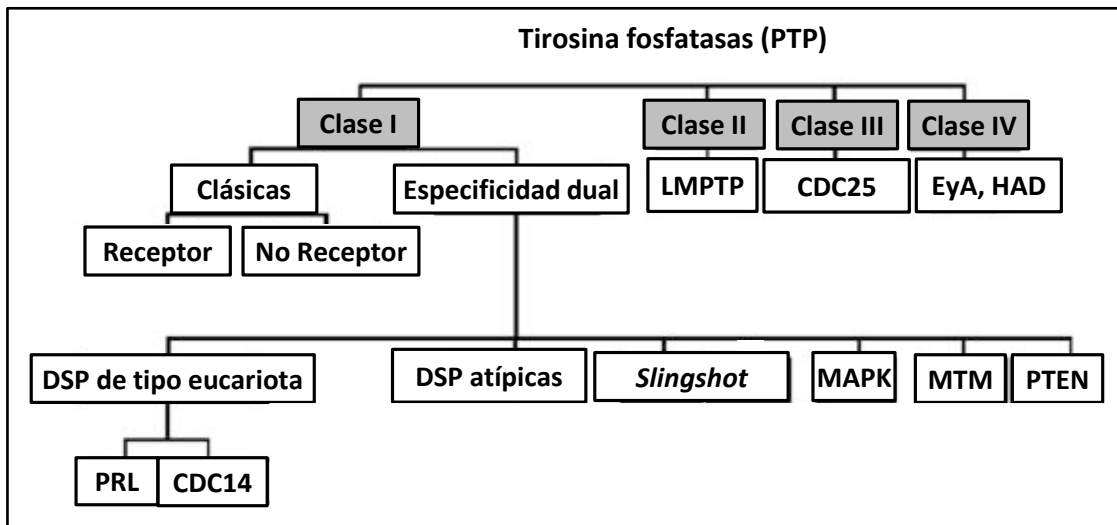 Tirosina fosfatasas (PTP)
Clase I
Clase II
Clase III
Clase IV
Clásicas
Especificidad dual
LMPTP
CDC25
EyA, HAD
Receptor
No Receptor
DSP de tipo eucariota
DSP atípicas
Slingshot
MAPK
MTM
PTEN
PRL
CDC14